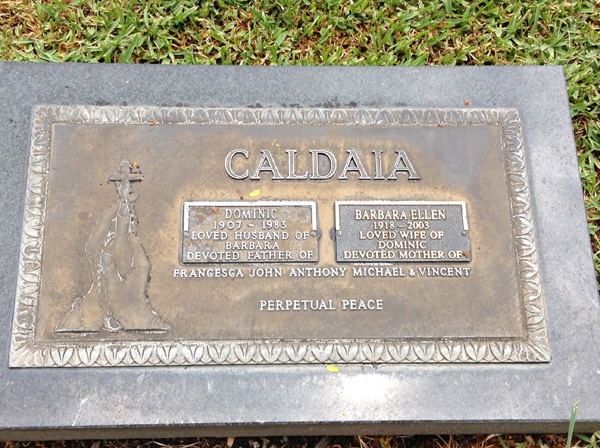 CALDAIA
DOMINIC
1907 - 1983
LOVED HUSBAND OF
BARBARA
DEVOTED FATHER OF
BARBARA ELLEN
1918 - 2003
LOVED WIFE OF
DOMINIC
DEVOTED MOTHER OF
FRANCESCA JOHN ANTHONY MICHAEL & VINCENT
PERPETUAL PEACE